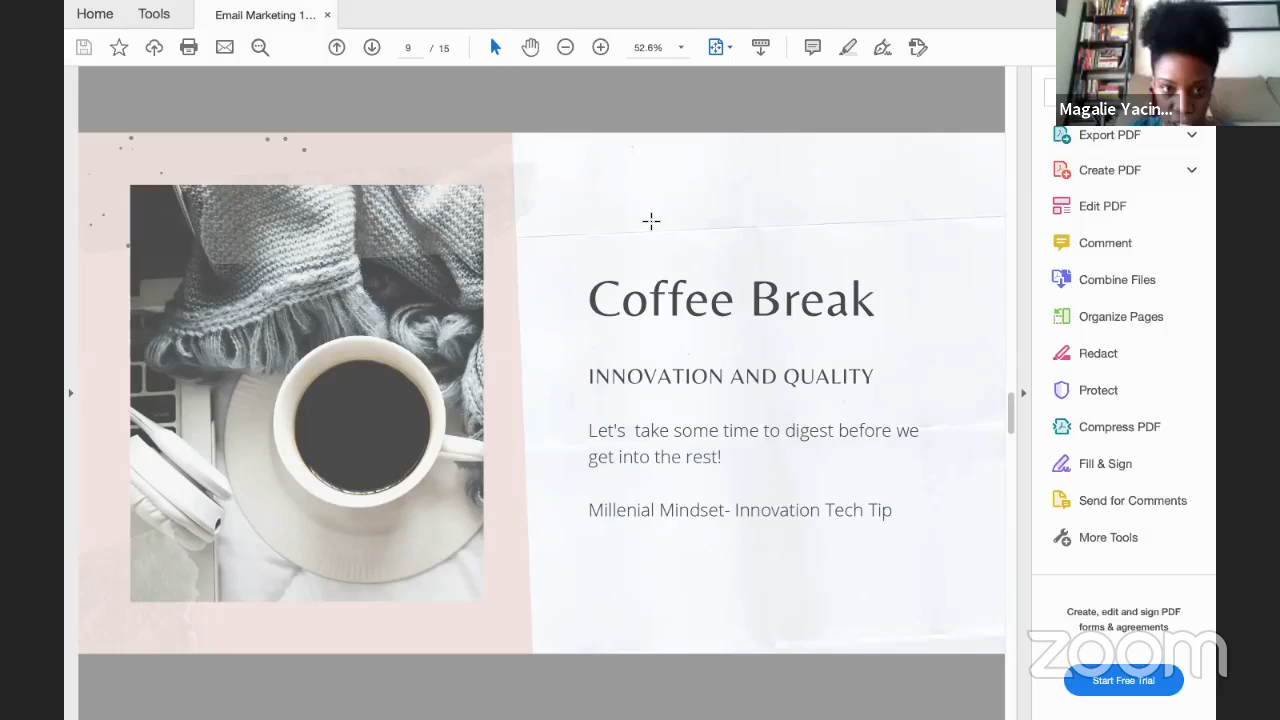 Home
Tools
Email Marketing 1... ×
9 / 15
52.6%
Magalie Yacin...
Export PDF
Create PDF
Edit PDF
Comment
Combine Files
Organize Pages
Redact
Protect
Compress PDF
Fill & Sign
Send for Comments
More Tools
Create, edit and sign PDF
forms & agreements
Start Free Trial
zoom
Coffee Break
INNOVATION AND QUALITY
Let's take some time to digest before we
get into the rest!
Millenial Mindset- Innovation Tech Tip